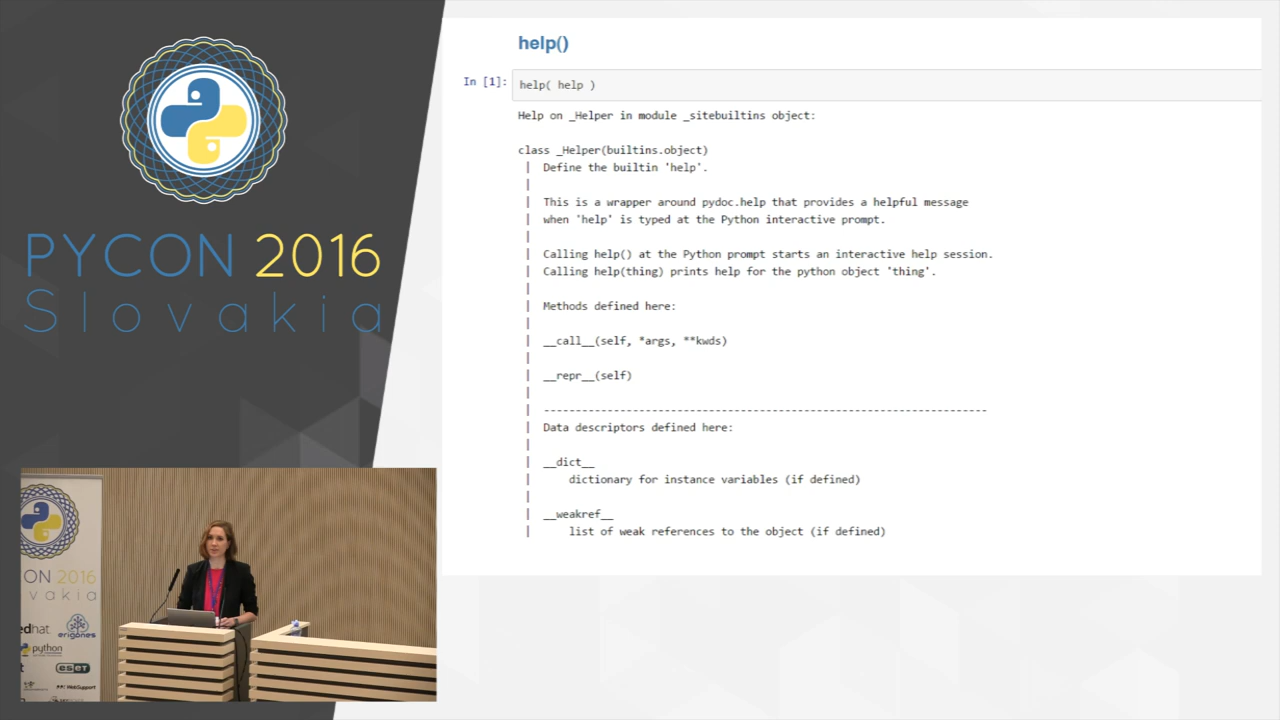 PYCON 2016
Slovakia
help()
In [1]:
help( help )
Help on _Helper in module _sitebuiltins object:
class _Helper(builtins.object)
| Define the builtin 'help'.
|
| This is a wrapper around pydoc.help that provides a helpful message
| when 'help' is typed at the Python interactive prompt.
|
| Calling help() at the Python prompt starts an interactive help session.
| Calling help(thing) prints help for the python object 'thing'.
|
| Methods defined here:
|
| __call__(self, *args, **kwds)
|
| __repr__(self)
|
| ----------------------------------------------------------------------
| Data descriptors defined here:
|
| __dict__
| dictionary for instance variables (if defined)
|
| __weakref__
| list of weak references to the object (if defined)
ON 2016
vakia
edhat
erigones
python
eset
WebSupport